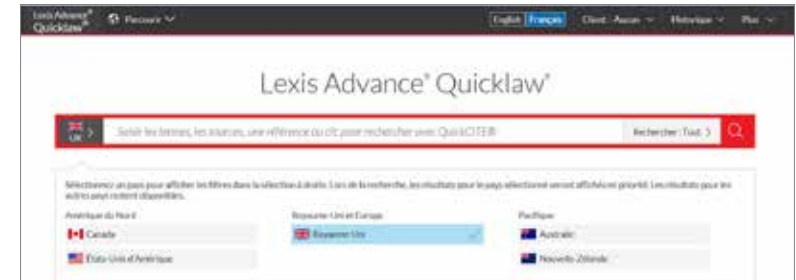 Lexis Advance®
Quicklaw® Parcourir English Français Client : Aucun Historique Plus
Lexis Advance® Quicklaw®
UK Saisir les termes, les sources, une référence ou cit: pour rechercher avec QuickCITE® Rechercher : Tout
Sélectionnez un pays pour afficher les filtres dans la sélection à droite. Lors de la recherche, les résultats pour le pays sélectionné seront affichés en priorité. Les résultats pour les
autres pays restent disponibles.
Amérique du Nord Royaume-Uni et Europe Pacifique
Canada Royaume-Uni Australie
États-Unis d'Amérique Nouvelle-Zélande